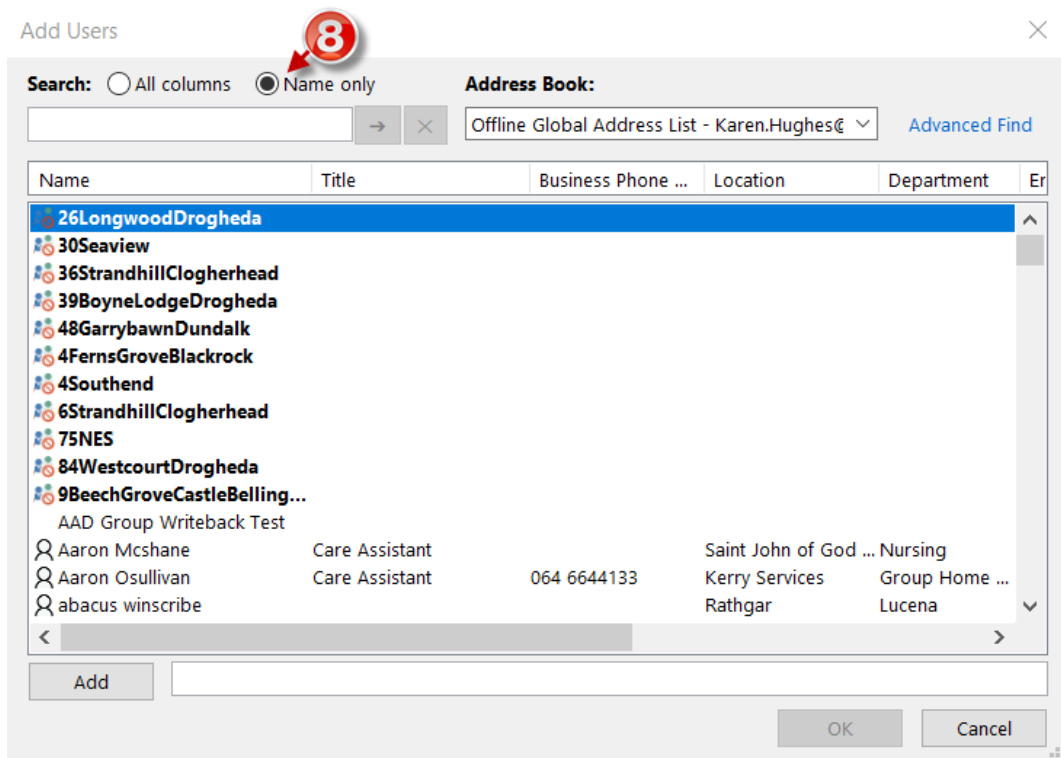 Add Users
8
Search: All columns Name only Address Book:
Offline Global Address List - Karen.Hughes@ Advanced Find
Name Title Business Phone ... Location Department Er
26LongwoodDrogheda
30Seaview
36StrandhillClogherhead
39BoyneLodgeDrogheda
48GarrybawnDundalk
4FernsGroveBlackrock
4Southend
6StrandhillClogherhead
75NES
84WestcourtDrogheda
9BeechGroveCastleBelling...
AAD Group Writeback Test
Aaron Mcshane Care Assistant Saint John of God ... Nursing
Aaron Osullivan Care Assistant 064 6644133 Kerry Services Group Home ...
abacus winscribe Rathgar Lucena
Add
OK Cancel